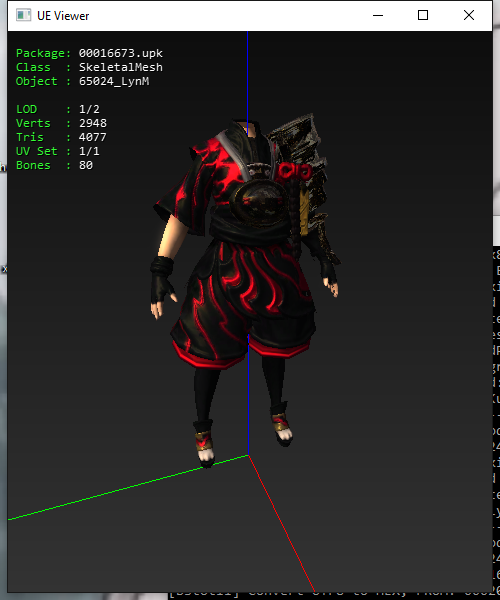 UE Viewer
Package: 00016673.upk
Class : SkeletalMesh
Object : 65024_LynM
LOD : 1/2
Verts : 2948
Tris : 4077
UV Set : 1/1
Bones : 80